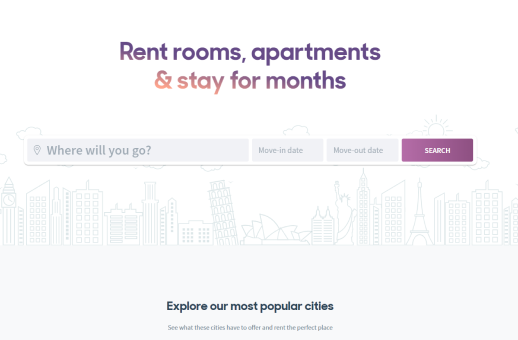 Rent rooms, apartments
& stay for months
Where will you go?
Move-in date
Move-out date
SEARCH
Explore our most popular cities
See what these cities have to offer and rent the perfect place